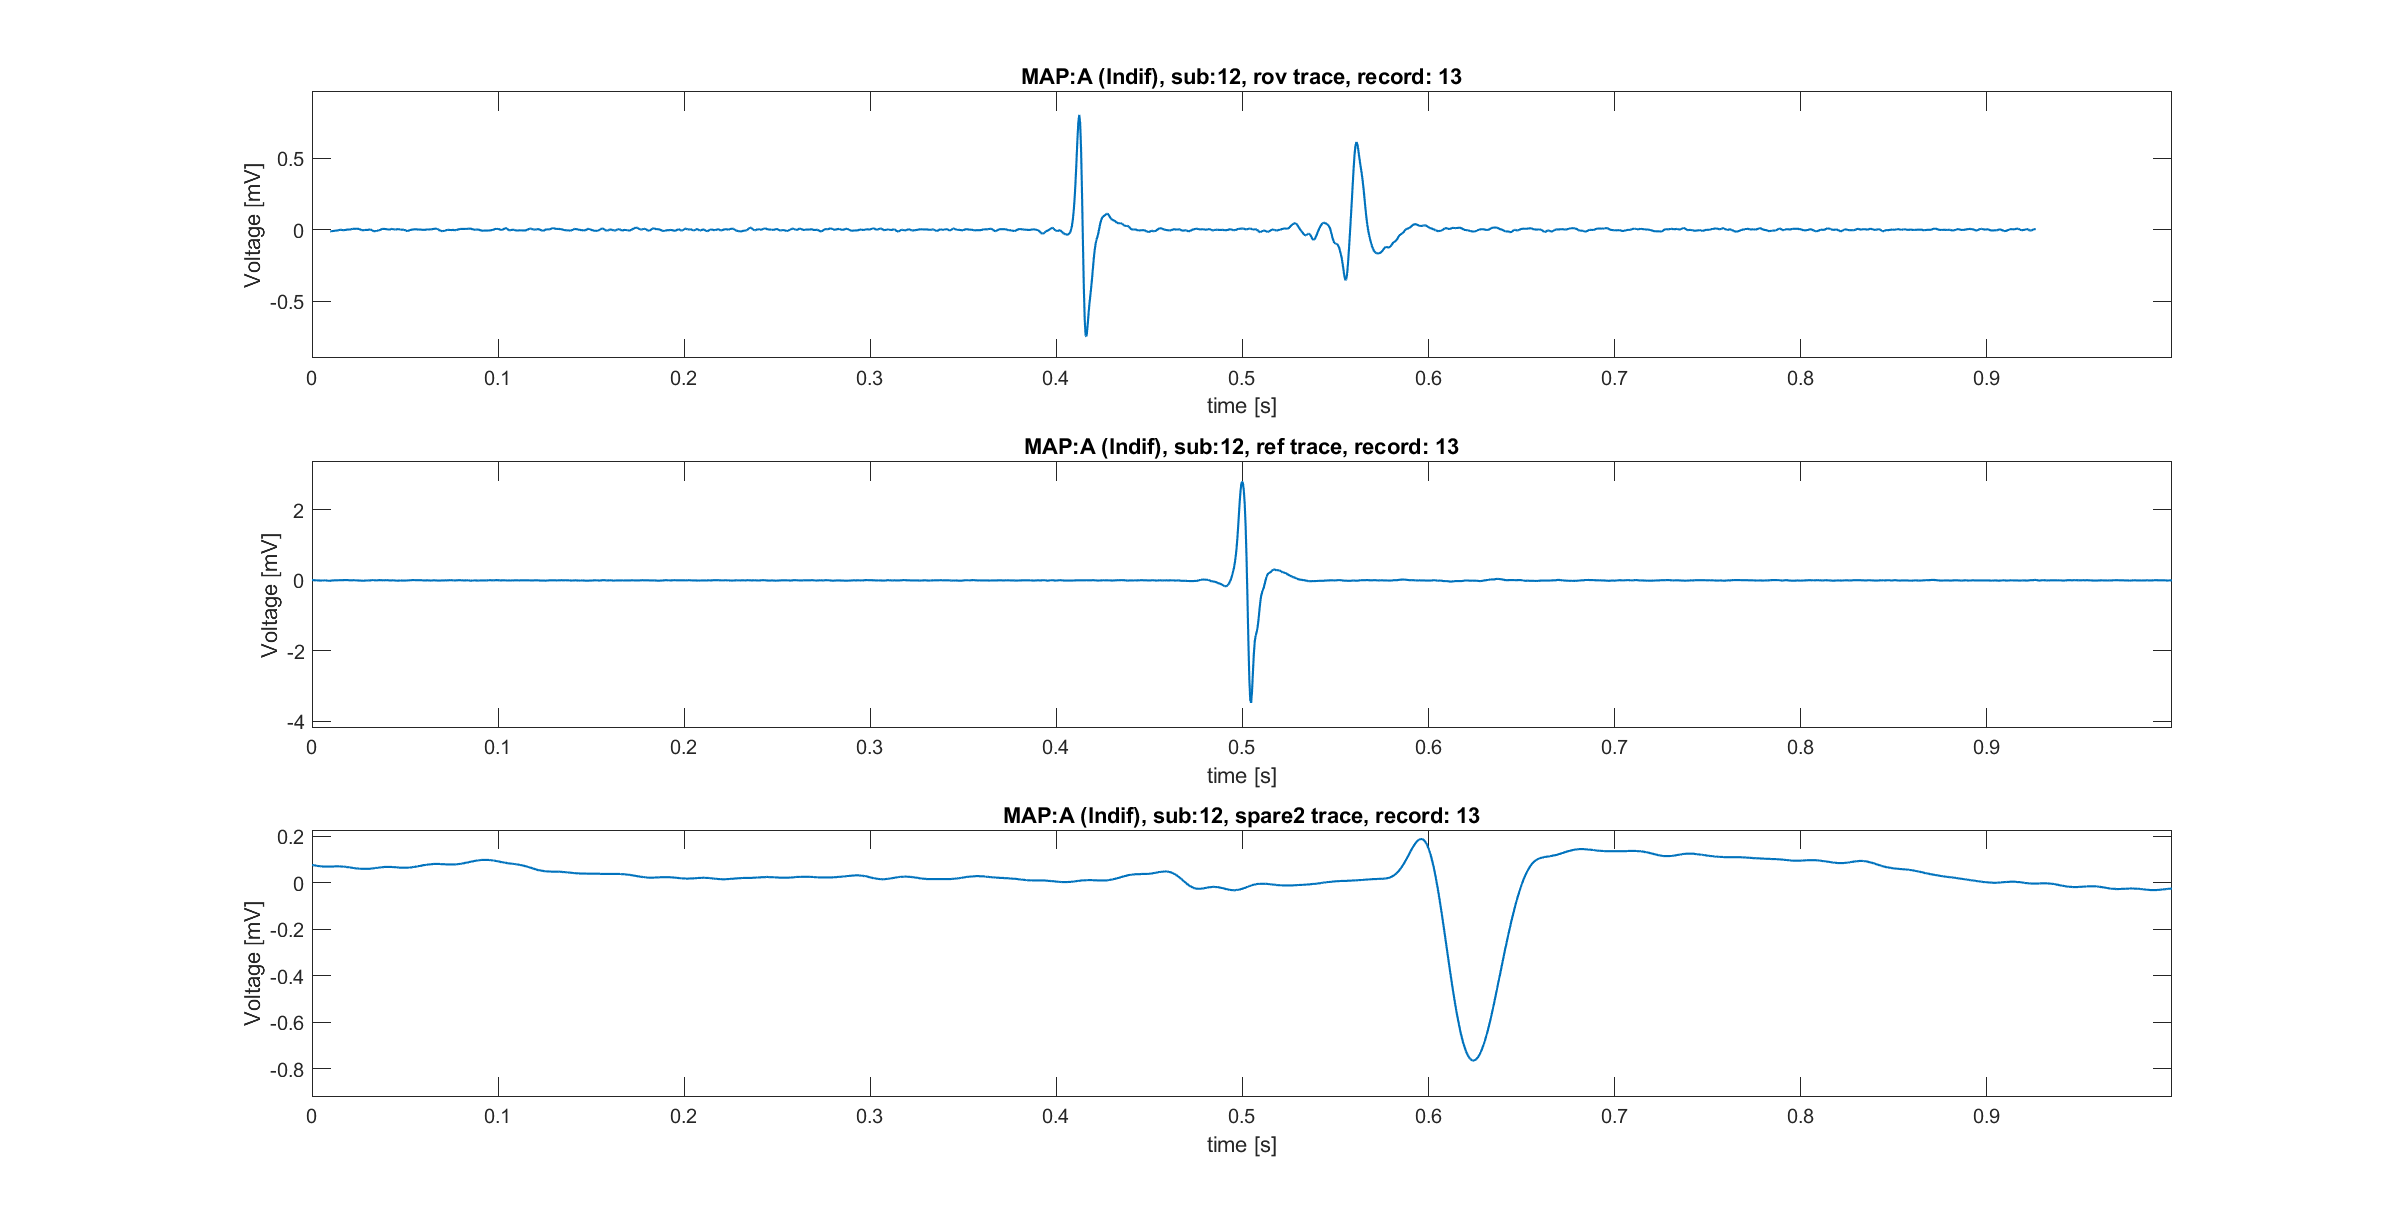 MAP:A (Indif), sub:12, rov trace, record: 13
Voltage [mV]
0.5
0
-0.5
0 0.1 0.2 0.3 0.4 0.5 0.6 0.7 0.8 0.9
time [s]
MAP:A (Indif), sub:12, ref trace, record: 13
Voltage [mV]
2
0
-2
-4
0 0.1 0.2 0.3 0.4 0.5 0.6 0.7 0.8 0.9
time [s]
MAP:A (Indif), sub:12, spare2 trace, record: 13
Voltage [mV]
0.2
0
-0.2
-0.4
-0.6
-0.8
0 0.1 0.2 0.3 0.4 0.5 0.6 0.7 0.8 0.9
time [s]